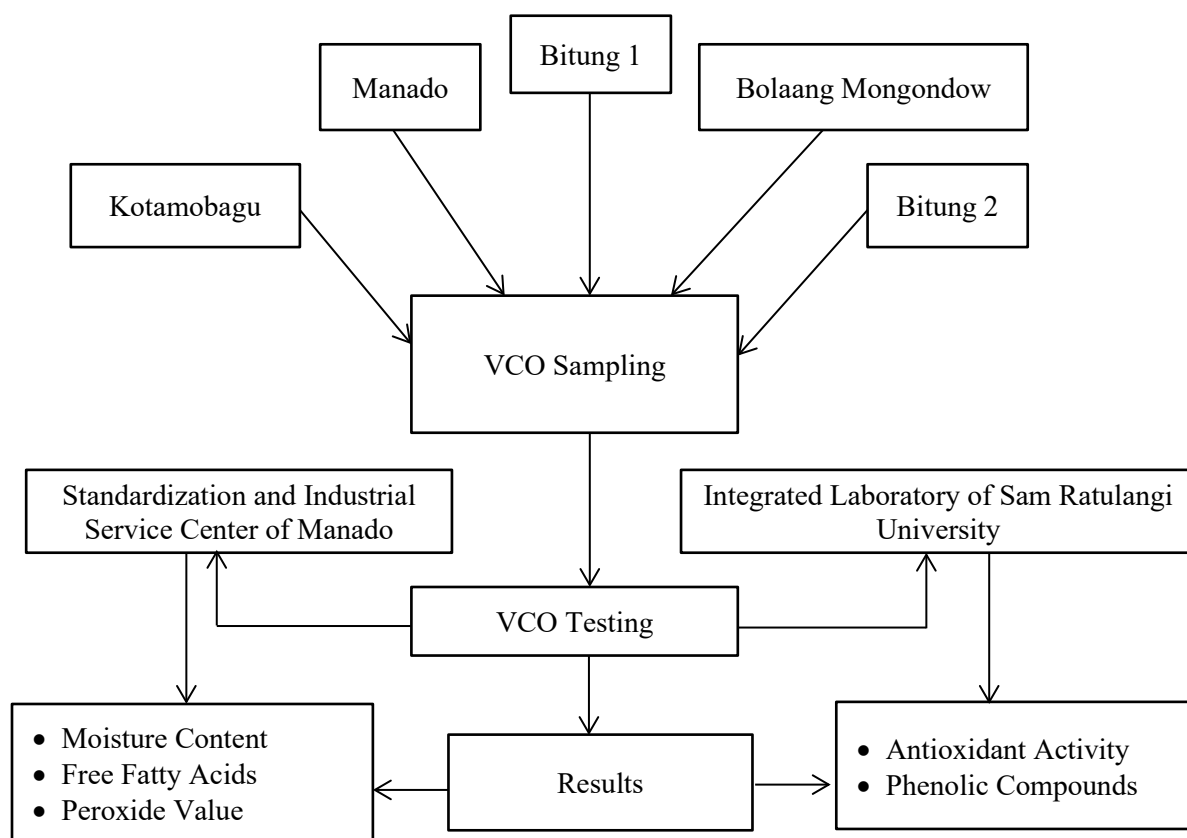 Bitung 1
Manado
Bolaang Mongondow
Kotamobagu
Bitung 2
VCO Sampling
Standardization and Industrial
Service Center of Manado
Integrated Laboratory of Sam Ratulangi
University
VCO Testing
• Moisture Content
• Free Fatty Acids
• Peroxide Value
Results
• Antioxidant Activity
• Phenolic Compounds